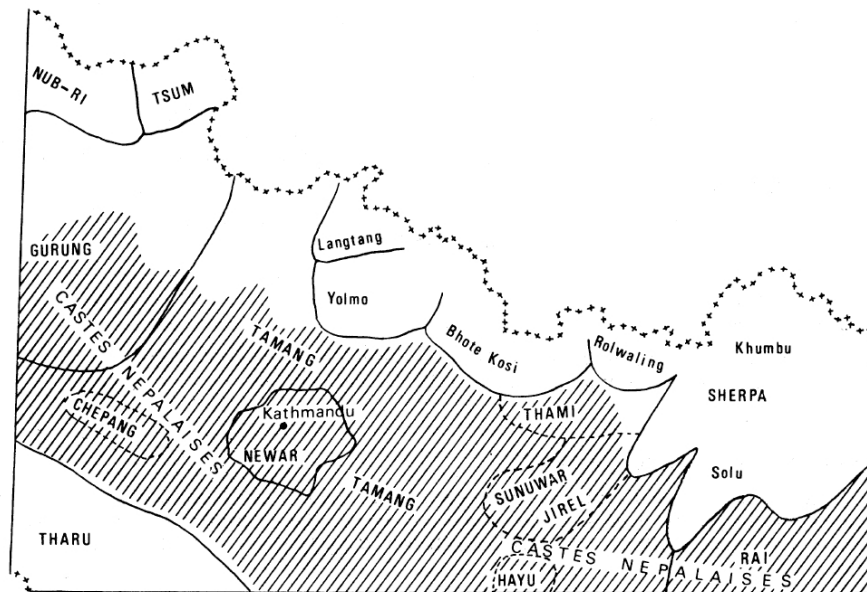 NUB-RI
TSUM
Langtang
GURUNG
Yolmo
CASTES NEPALAISES
TAMANG
Bhote Kosi
Rolwaling
Khumbu
SHERPA
CHEPANG
Kathmandu
THAMI
NEWAR
Solu
TAMANG
SUNUWAR
JIREL
THARU
CASTES NEPALAISES
RAI
HAYU